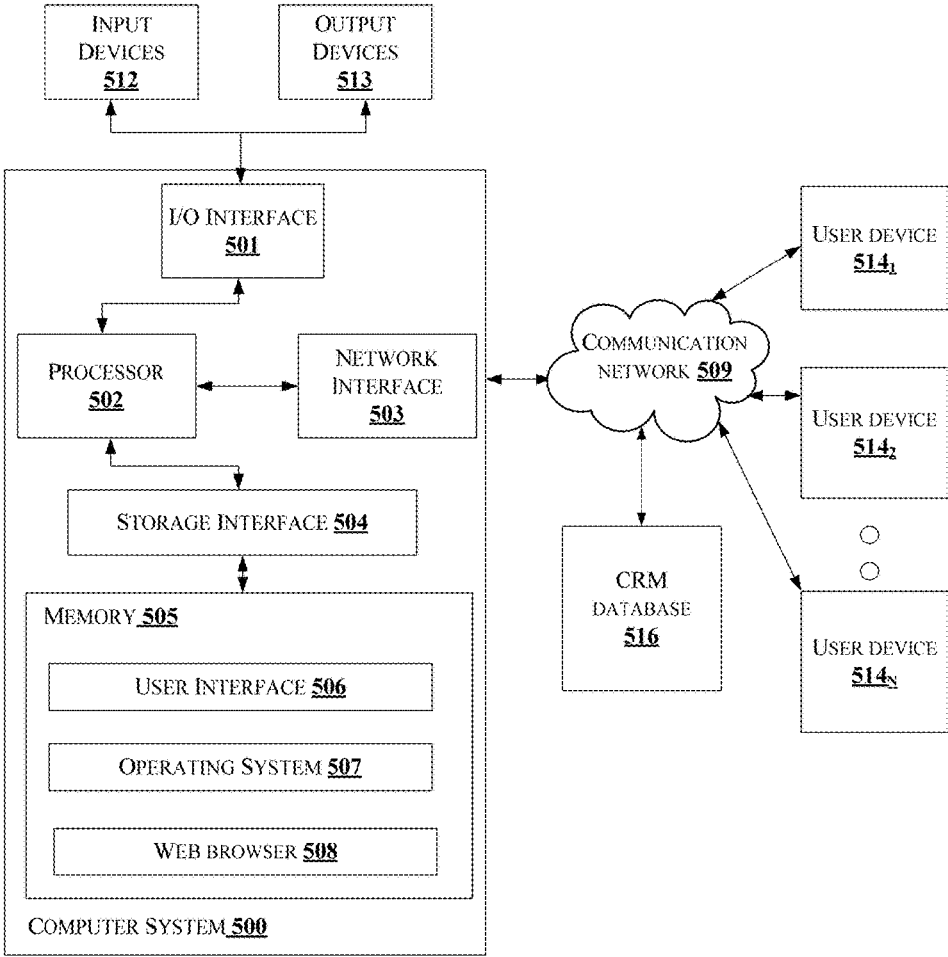 INPUT
DEVICES
512
OUTPUT
DEVICES
513
I/O INTERFACE
501
PROCESSOR
502
NETWORK
INTERFACE
503
STORAGE INTERFACE 504
MEMORY 505
USER INTERFACE 506
OPERATING SYSTEM 507
WEB BROWSER 508
COMPUTER SYSTEM 500
COMMUNICATION
NETWORK 509
CRM
DATABASE
516
USER DEVICE
514₁
USER DEVICE
514₂
USER DEVICE
514ₙ